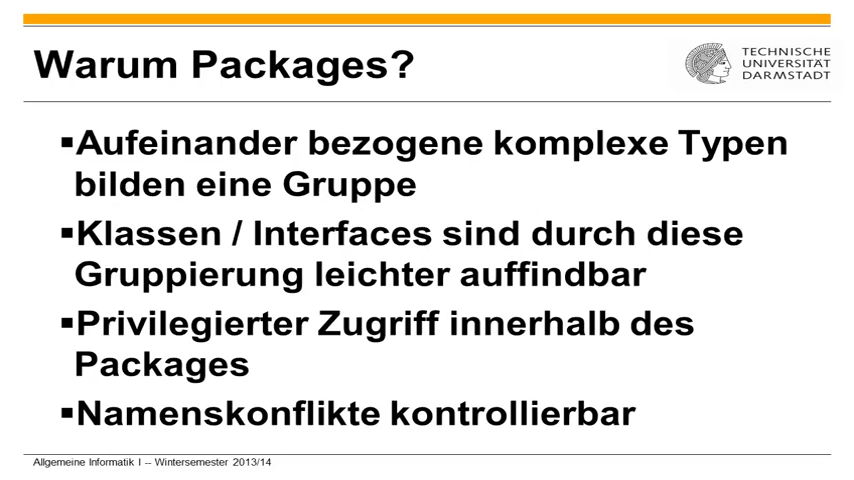 Warum Packages?
TECHNISCHE
UNIVERSITÄT
DARMSTADT
▪Aufeinander bezogene komplexe Typen
bilden eine Gruppe
▪Klassen / Interfaces sind durch diese
Gruppierung leichter auffindbar
▪Privilegierter Zugriff innerhalb des
Packages
▪Namenskonflikte kontrollierbar
Allgemeine Informatik I -- Wintersemester 2013/14